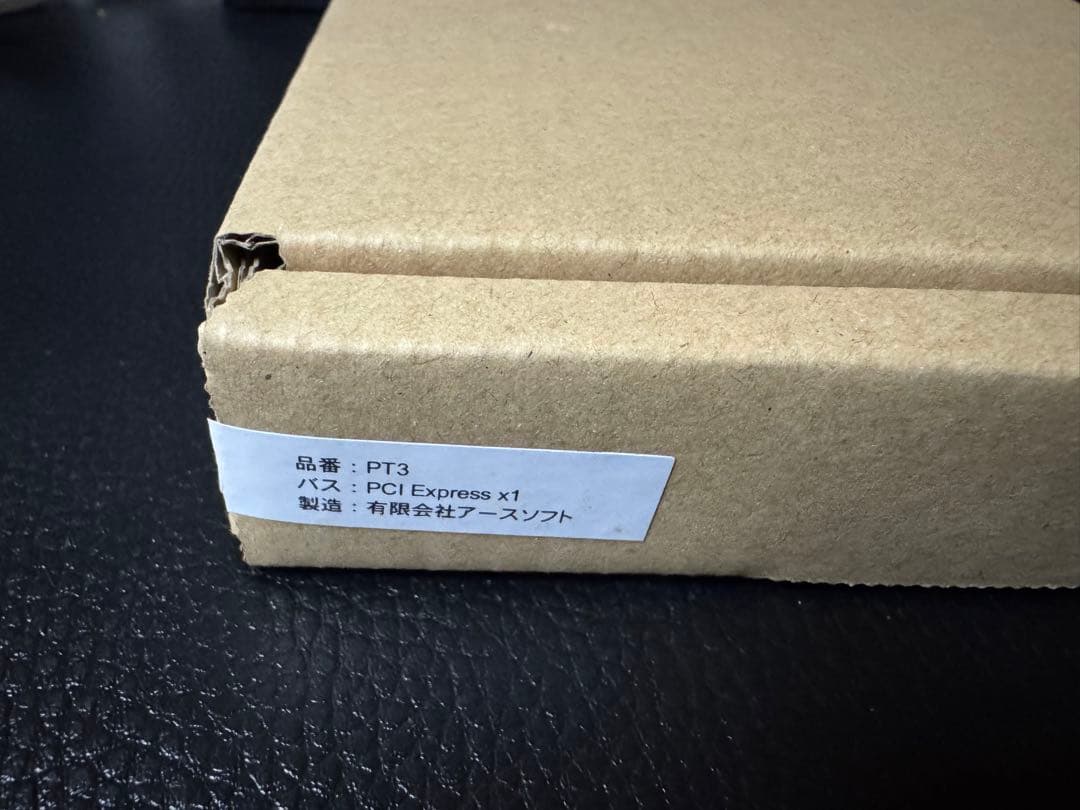 品番 : PT3
バス : PCI Express x1
製造 : 有限会社アースソフト